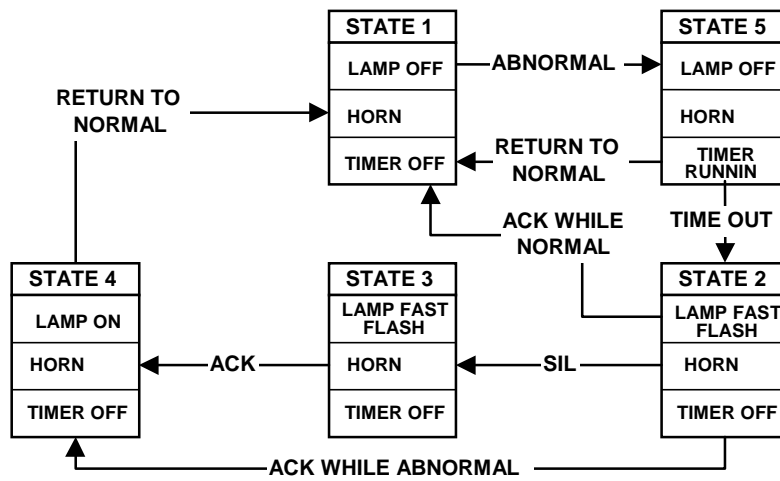 STATE 1
LAMP OFF
HORN
TIMER OFF
ABNORMAL
STATE 5
LAMP OFF
HORN
TIMER
RUNNIN
RETURN TO
NORMAL
RETURN TO
NORMAL
ACK WHILE
NORMAL
TIME OUT
STATE 4
LAMP ON
HORN
TIMER OFF
ACK
STATE 3
LAMP FAST
FLASH
HORN
TIMER OFF
SIL
STATE 2
LAMP FAST
FLASH
HORN
TIMER OFF
ACK WHILE ABNORMAL